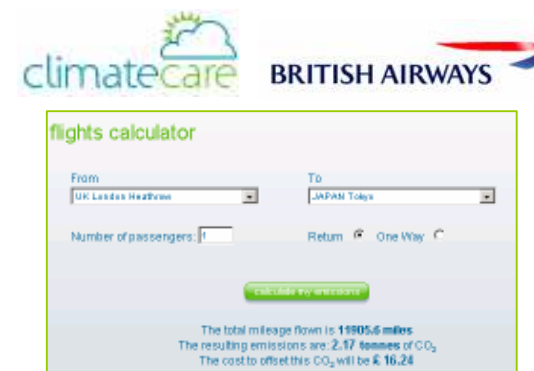 climatecare
BRITISH AIRWAYS
flights calculator
From To
UK London Heathrow JAPAN Tokyo
Number of passengers: 1 Return One Way
calculate my emissions
The total mileage flown is 11905.6 miles
The resulting emissions are: 2.17 tonnes of CO₂
The cost to offset this CO₂ will be £ 16.24